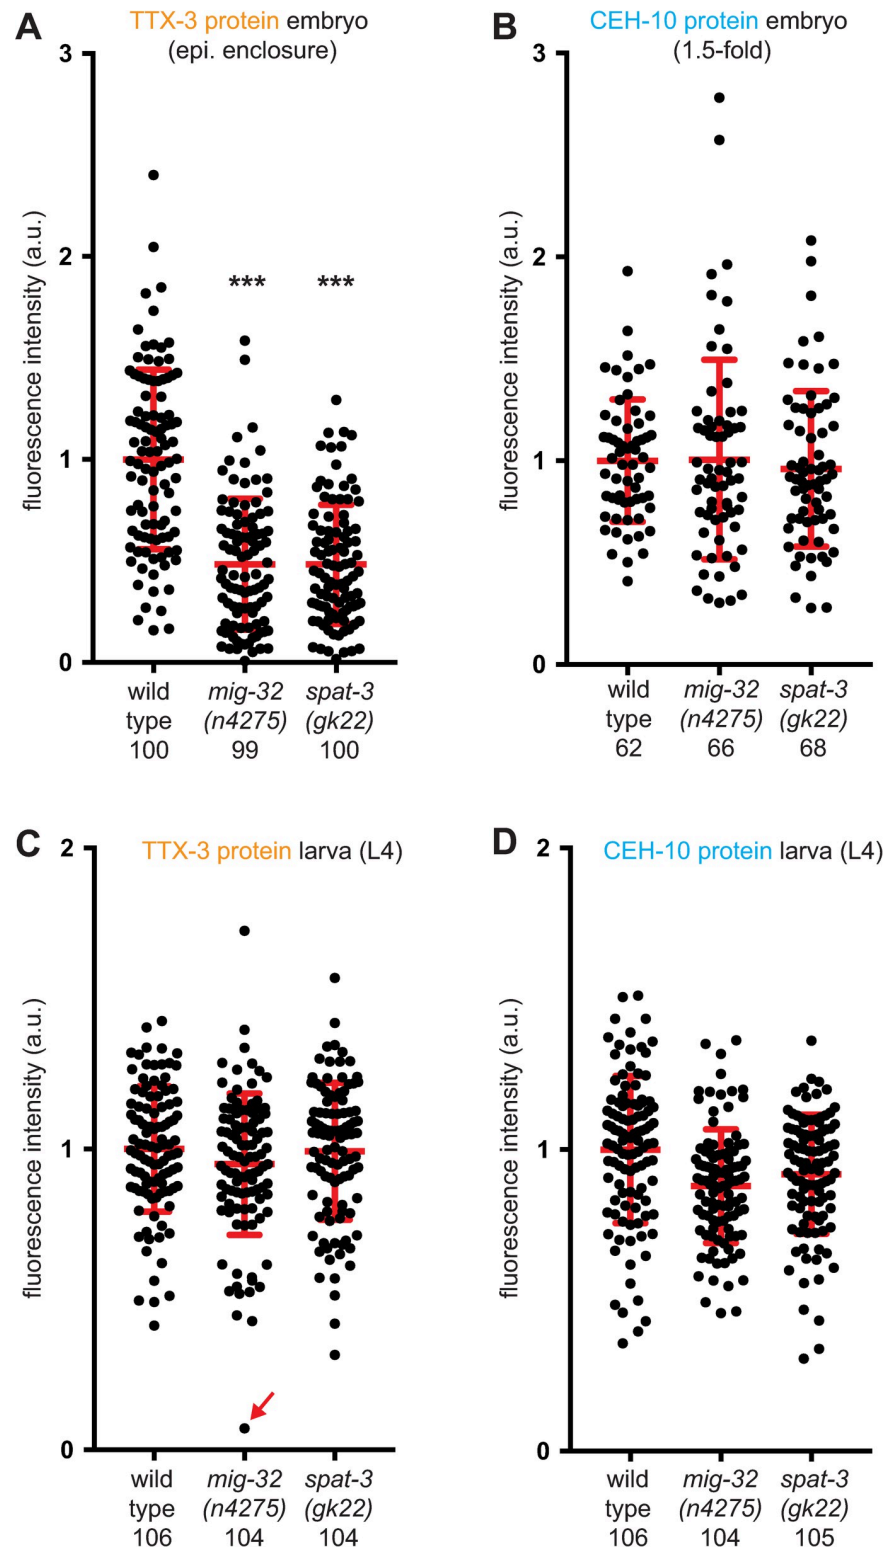 A
TTX-3 protein embryo
(epi. enclosure)
3
2
1
0
fluorescence intensity (a.u.)
*** ***
wild mig-32 spat-3
type (n4275) (gk22)
100 99 100
B
CEH-10 protein embryo
(1.5-fold)
3
2
1
0
fluorescence intensity (a.u.)
wild mig-32 spat-3
type (n4275) (gk22)
62 66 68
C
TTX-3 protein larva (L4)
2
1
0
fluorescence intensity (a.u.)
wild mig-32 spat-3
type (n4275) (gk22)
106 104 104
D
CEH-10 protein larva (L4)
2
1
0
fluorescence intensity (a.u.)
wild mig-32 spat-3
type (n4275) (gk22)
106 104 105